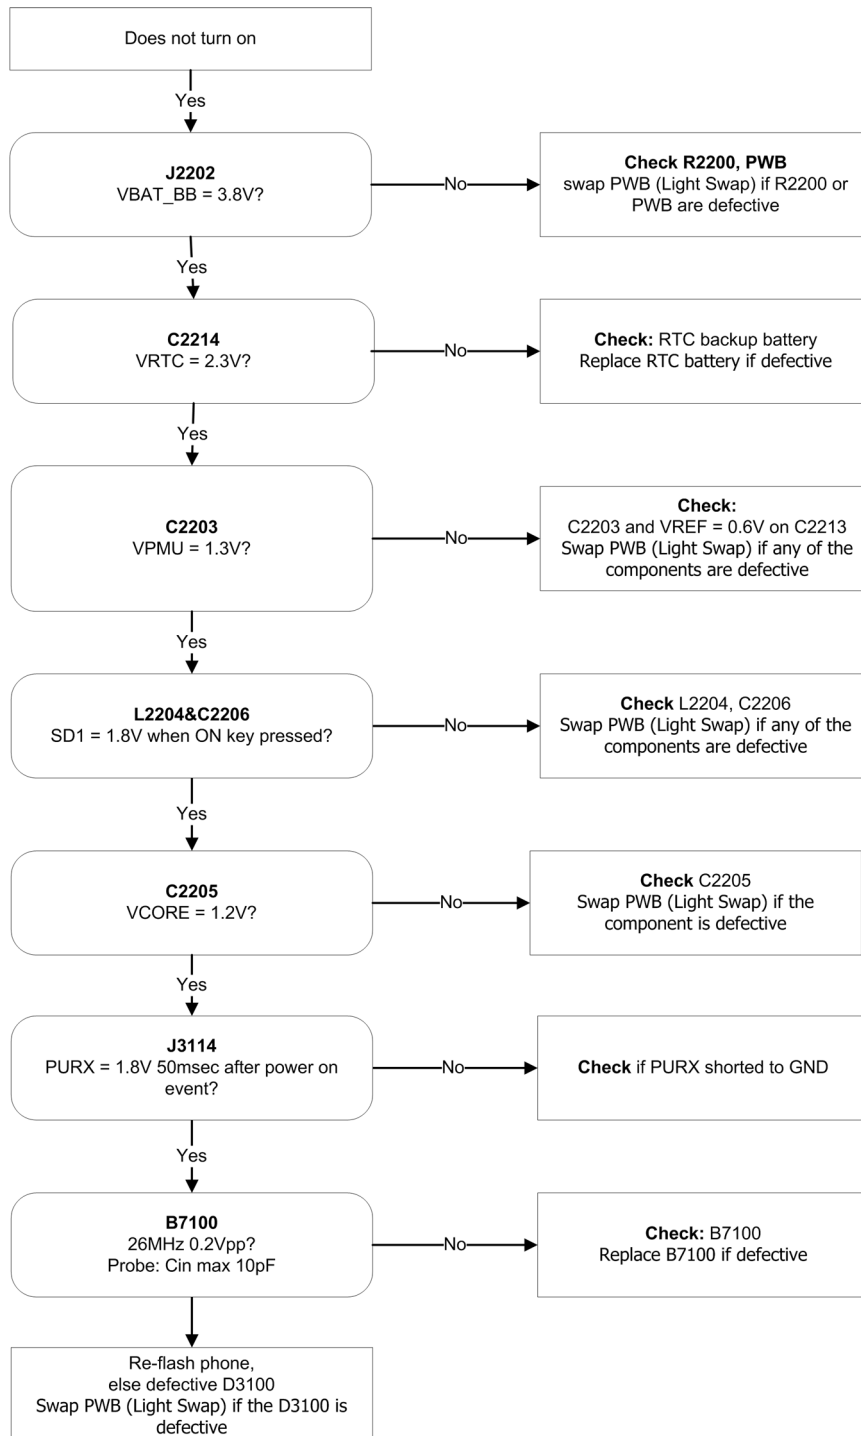 Does not turn on
Yes
J2202
VBAT_BB = 3.8V?
No
Check R2200, PWB
swap PWB (Light Swap) if R2200 or
PWB are defective
Yes
C2214
VRTC = 2.3V?
No
Check: RTC backup battery
Replace RTC battery if defective
Yes
C2203
VPMU = 1.3V?
No
Check:
C2203 and VREF = 0.6V on C2213
Swap PWB (Light Swap) if any of the
components are defective
Yes
L2204&C2206
SD1 = 1.8V when ON key pressed?
No
Check L2204, C2206
Swap PWB (Light Swap) if any of the
components are defective
Yes
C2205
VCORE = 1.2V?
No
Check C2205
Swap PWB (Light Swap) if the
component is defective
Yes
J3114
PURX = 1.8V 50msec after power on
event?
No
Check if PURX shorted to GND
Yes
B7100
26MHz 0.2Vpp?
Probe: Cin max 10pF
No
Check: B7100
Replace B7100 if defective
Re-flash phone,
else defective D3100
Swap PWB (Light Swap) if the D3100 is
defective